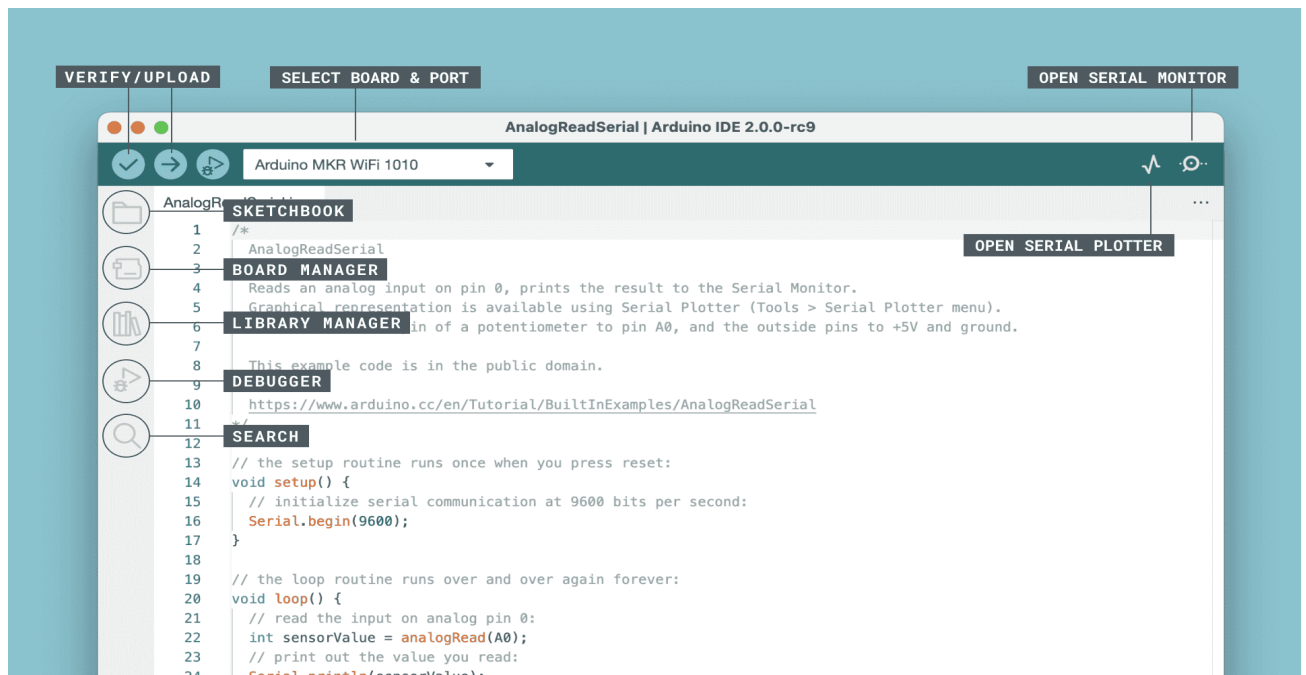 VERIFY/UPLOAD
SELECT BOARD & PORT
OPEN SERIAL MONITOR
AnalogReadSerial | Arduino IDE 2.0.0-rc9
Arduino MKR WiFi 1010
SKETCHBOOK
OPEN SERIAL PLOTTER
1 /*
2 AnalogReadSerial
BOARD MANAGER
3
4 Reads an analog input on pin 0, prints the result to the Serial Monitor.
5 Graphical representation is available using Serial Plotter (Tools > Serial Plotter menu).
LIBRARY MANAGER
6 of a potentiometer to pin A0, and the outside pins to +5V and ground.
7
8 This example code is in the public domain.
DEBUGGER
9
10 https://www.arduino.cc/en/Tutorial/BuiltInExamples/AnalogReadSerial
11 */
SEARCH
12
13 // the setup routine runs once when you press reset:
14 void setup() {
15 // initialize serial communication at 9600 bits per second:
16 Serial.begin(9600);
17 }
18
19 // the loop routine runs over and over again forever:
20 void loop() {
21 // read the input on analog pin 0:
22 int sensorValue = analogRead(A0);
23 // print out the value you read:
24 Serial.println(sensorValue);